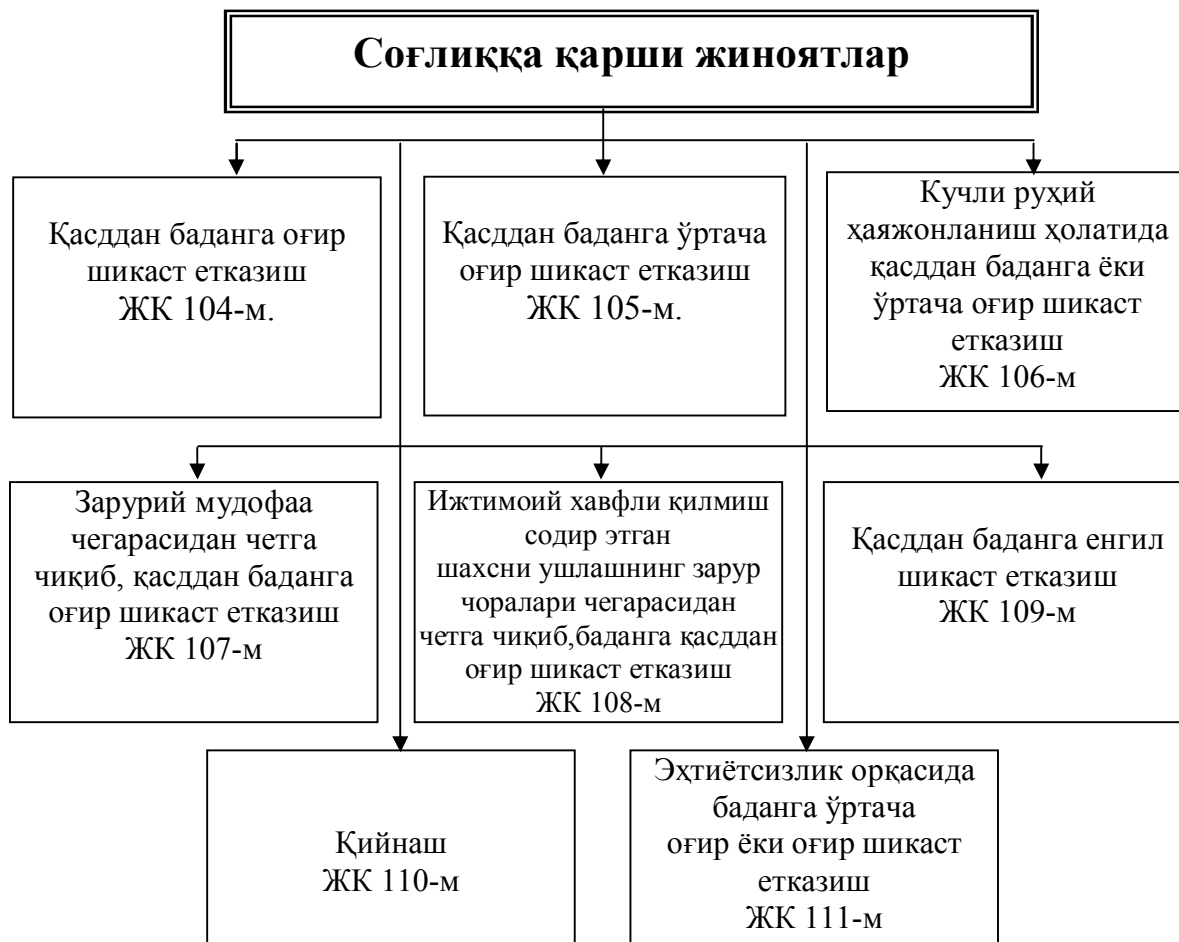 Соғлиққа қарши жиноятлар
Қасддан баданга оғир
шикаст етказиш
ЖК 104-м.
Қасддан баданга ўртача
оғир шикаст етказиш
ЖК 105-м.
Кучли руҳий
ҳаяжонланиш ҳолатида
қасддан баданга ёки
ўртача оғир шикаст
етказиш
ЖК 106-м
Зарурий мудофаа
чегарасидан четга
чиқиб, қасддан баданга
оғир шикаст етказиш
ЖК 107-м
Ижтимоий хавфли қилмиш
содир этган
шахсни ушлашнинг зарур
чоралари чегарасидан
четга чиқиб,баданга қасддан
оғир шикаст етказиш
ЖК 108-м
Қасддан баданга енгил
шикаст етказиш
ЖК 109-м
Қийнаш
ЖК 110-м
Эҳтиётсизлик орқасида
баданга ўртача
оғир ёки оғир шикаст
етказиш
ЖК 111-м